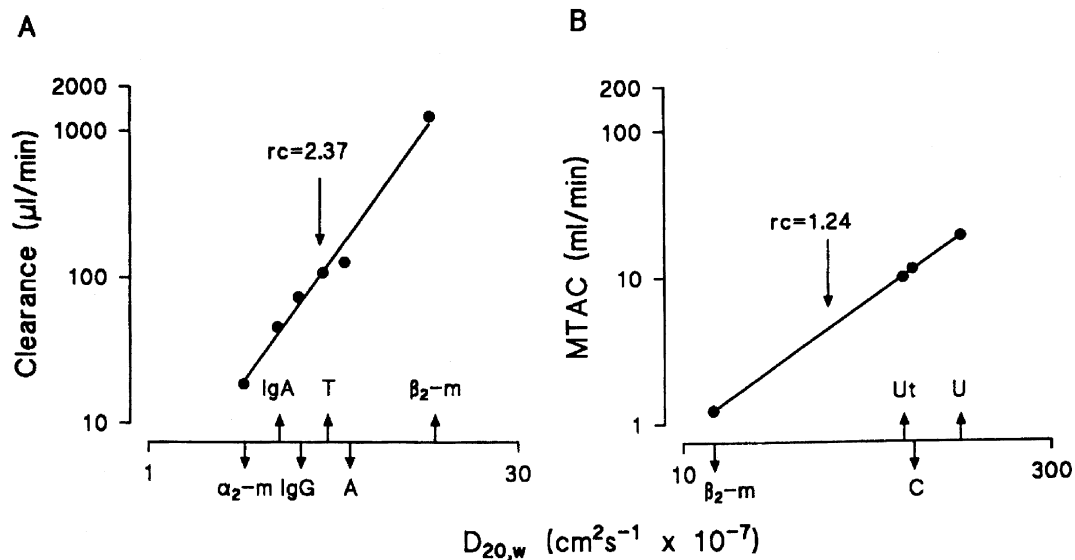 A
Clearance (μl/min)
2000
1000
100
10
rc=2.37
IgA T β₂-m
1 30
α₂-m IgG A
B
MTAC (ml/min)
200
100
10
1
rc=1.24
Ut U
10 300
β₂-m C
D₂₀,w (cm²s⁻¹ x 10⁻⁷)